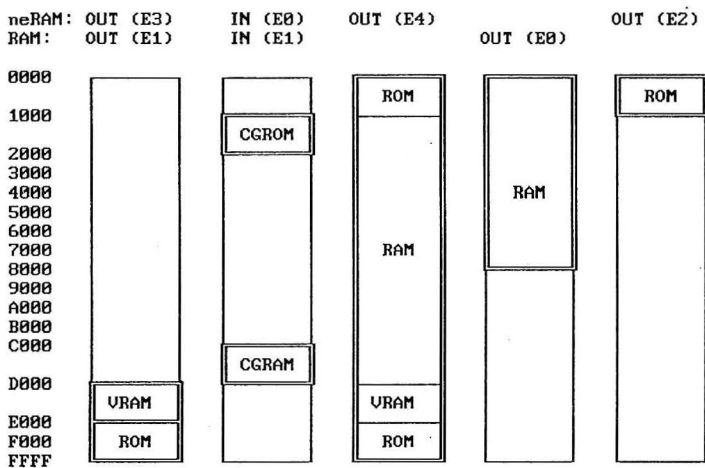 neRAM: OUT (E3) IN (E0) OUT (E4) OUT (E2)
RAM: OUT (E1) IN (E1) OUT (E0)
0000
ROM ROM
1000
CGROM
2000
3000
4000 RAM
5000
6000
7000 RAM
8000
9000
A000
B000
C000
CGRAM
D000
VRAM VRAM
E000
F000 ROM ROM
FFFF